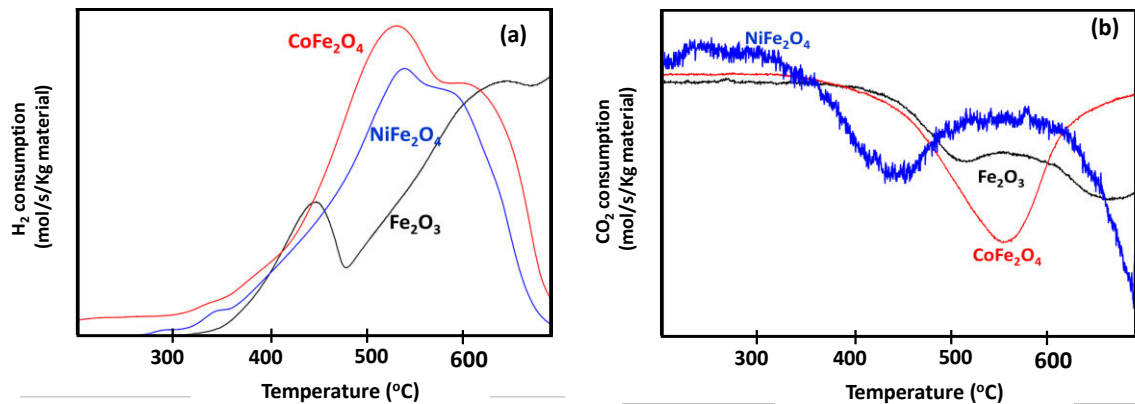 (a)
CoFe₂O₄
NiFe₂O₄
Fe₂O₃
H₂ consumption
(mol/s/Kg material)
300 400 500 600
Temperature (°C)
(b)
NiFe₂O₄
Fe₂O₃
CoFe₂O₄
CO₂ consumption
(mol/s/Kg material)
300 400 500 600
Temperature (°C)